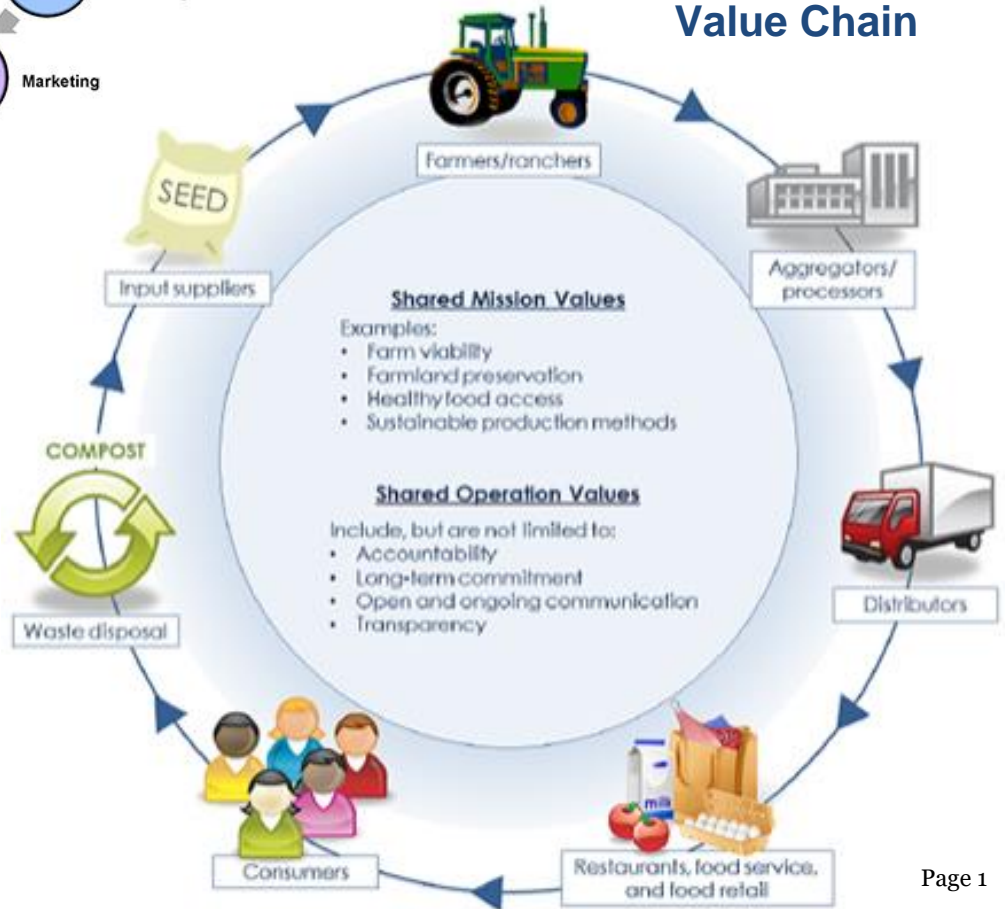 Value Chain
Marketing
Farmers/ranchers
SEED
Input suppliers
Aggregators/
processors
Shared Mission Values
Examples:
• Farm viability
• Farmland preservation
• Healthy food access
• Sustainable production methods
COMPOST
Waste disposal
Shared Operation Values
Include, but are not limited to:
• Accountability
• Long-term commitment
• Open and ongoing communication
• Transparency
Distributors
milk
Consumers
Restaurants, food service,
and food retail
Page 1